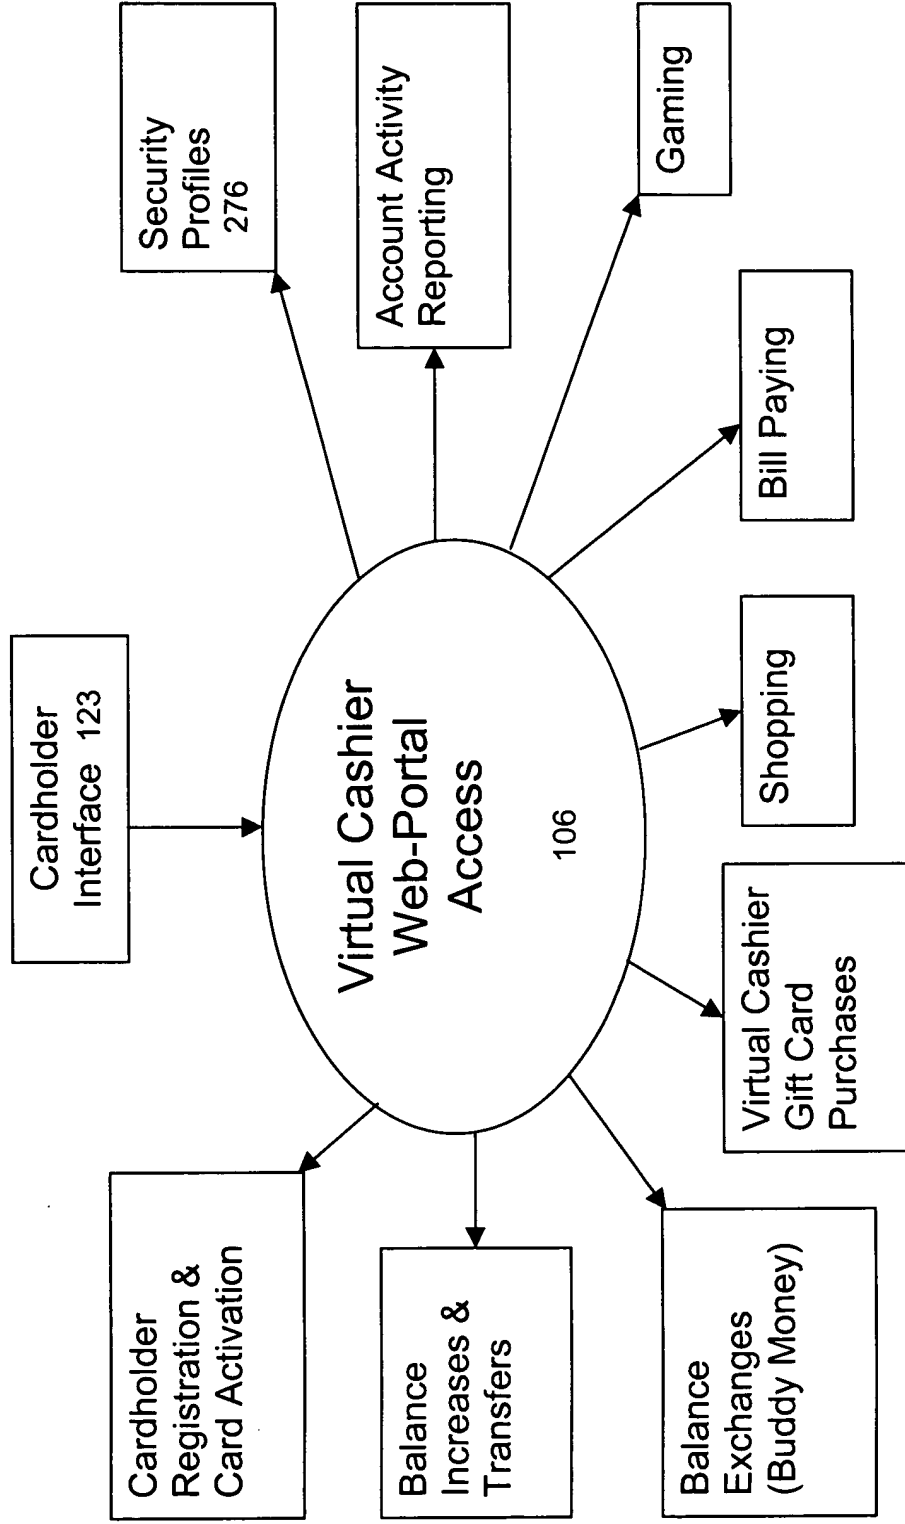 Cardholder
Interface 123
Security
Profiles
276
Account Activity
Reporting
Gaming
Bill Paying
Shopping
Virtual Cashier
Gift Card
Purchases
Balance
Exchanges
(Buddy Money)
Balance
Increases &
Transfers
Cardholder
Registration &
Card Activation
Virtual Cashier
Web-Portal
Access
106